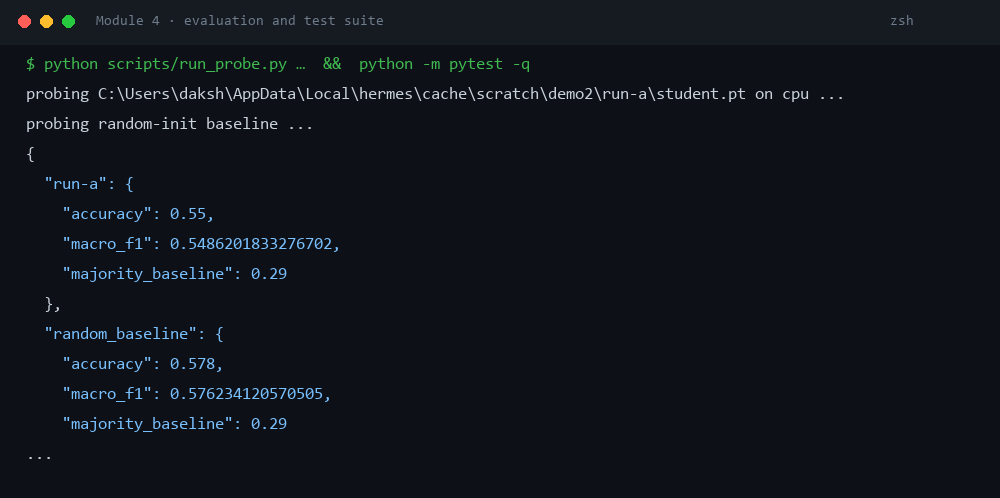 Module 4 · evaluation and test suite
zsh
$ python scripts/run_probe.py … && python -m pytest -q
probing C:\Users\daksh\AppData\Local\hermes\cache\scratch\demo2\run-a\student.pt on cpu ...
probing random-init baseline ...
{
  "run-a": {
    "accuracy": 0.55,
    "macro_f1": 0.5486201833276702,
    "majority_baseline": 0.29
  },
  "random_baseline": {
    "accuracy": 0.578,
    "macro_f1": 0.576234120570505,
    "majority_baseline": 0.29
...